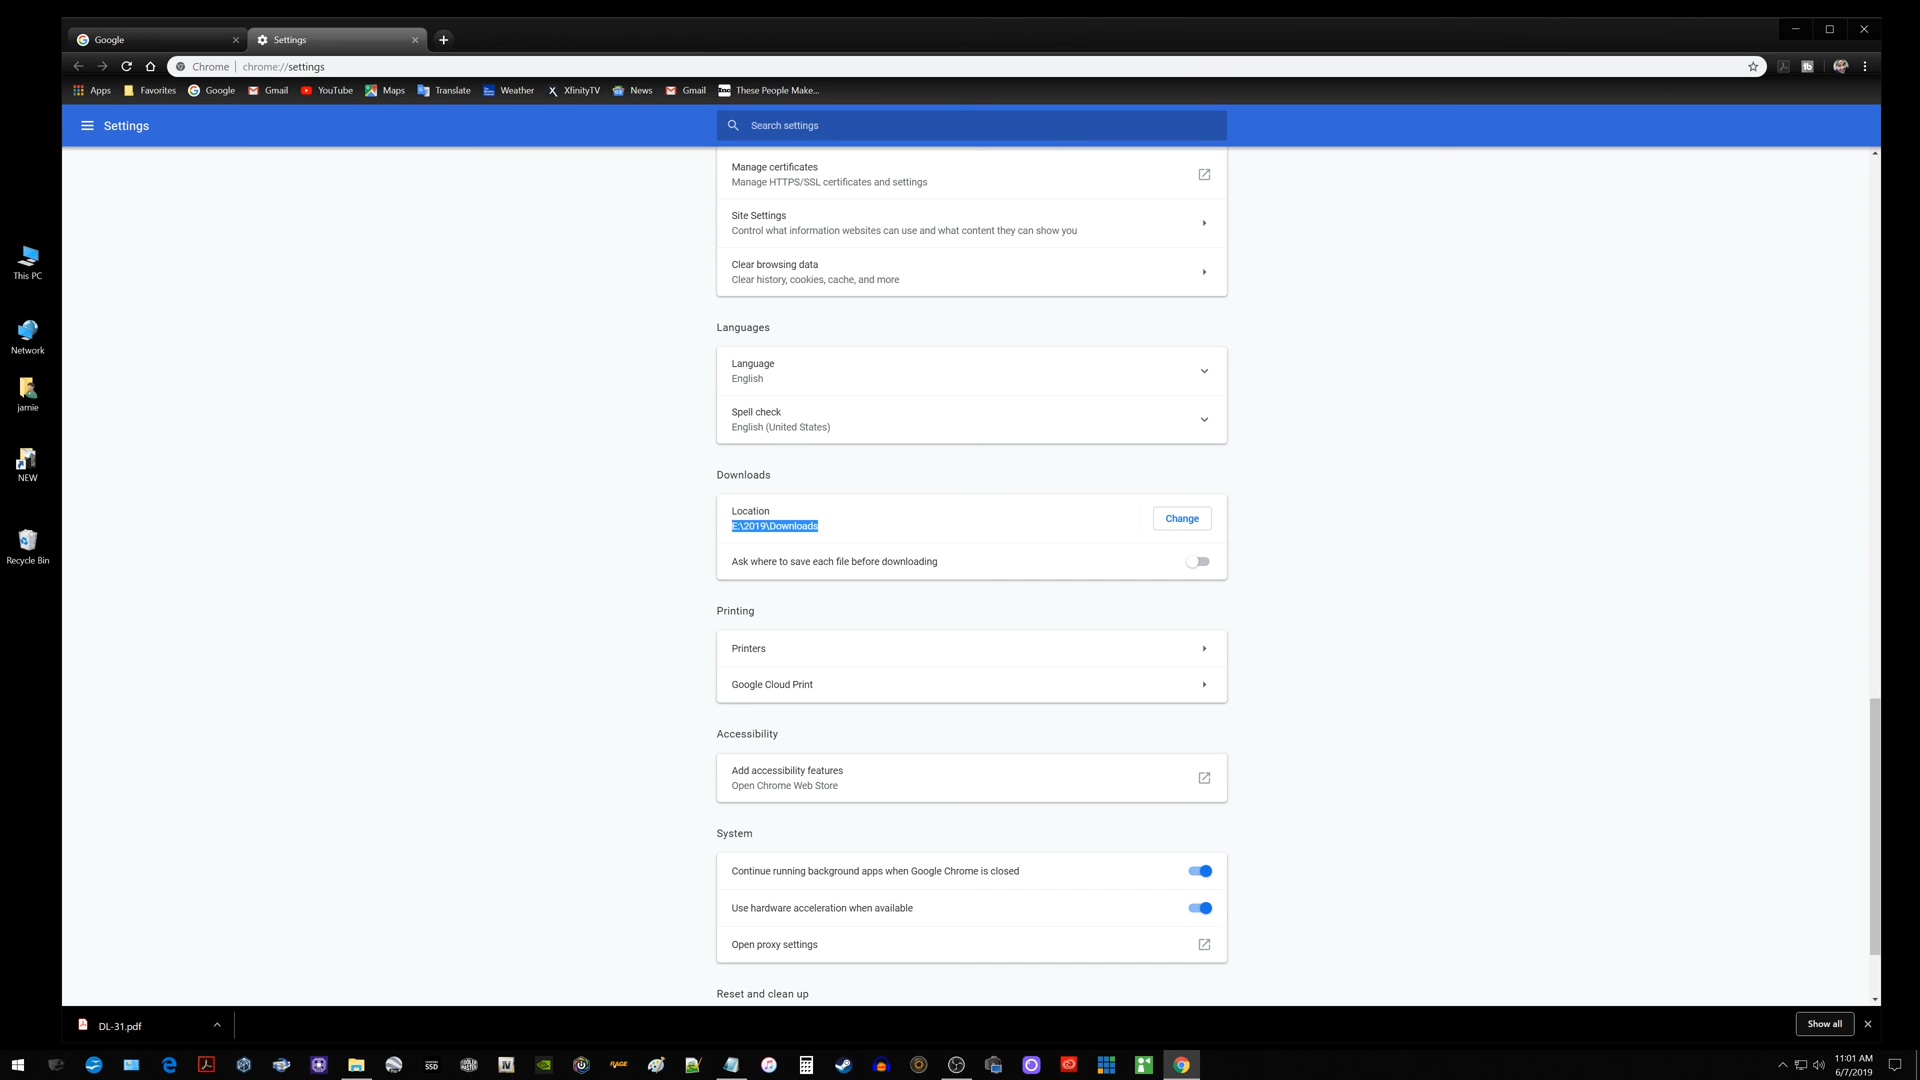 Google
Settings
Chrome | chrome://settings
Apps
Favorites
Google
Gmail
YouTube
Maps
Translate
Weather
XfinityTV
News
Gmail
Inc
These People Make...
Settings
Search settings
Manage certificates
Manage HTTPS/SSL certificates and settings
Site Settings
Control what information websites can use and what content they can show you
Clear browsing data
Clear history, cookies, cache, and more
Languages
Language
English
Spell check
English (United States)
Downloads
Location
E:\2019\Downloads
Change
Ask where to save each file before downloading
Printing
Printers
Google Cloud Print
Accessibility
Add accessibility features
Open Chrome Web Store
System
Continue running background apps when Google Chrome is closed
Use hardware acceleration when available
Open proxy settings
Reset and clean up
This PC
Network
jamie
NEW
Recycle Bin
DL-31.pdf
Show all
SSD
RAGE
11:01 AM
6/7/2019